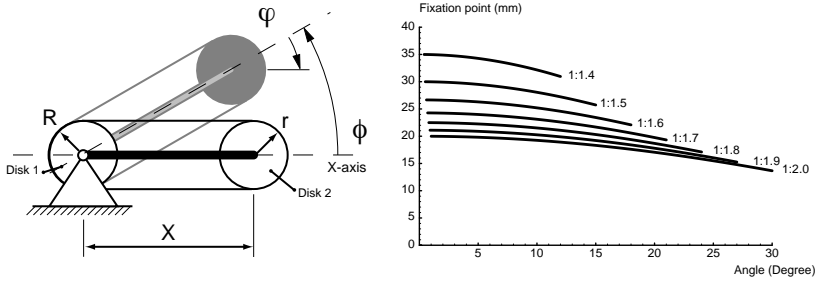 φ
R
r
ϕ
Disk 1
X-axis
Disk 2
X
Fixation point (mm)
40
35
30
25
20
15
10
5
0
1:1.4
1:1.5
1:1.6
1:1.7
1:1.8
1:1.9
1:2.0
5 10 15 20 25 30
Angle (Degree)